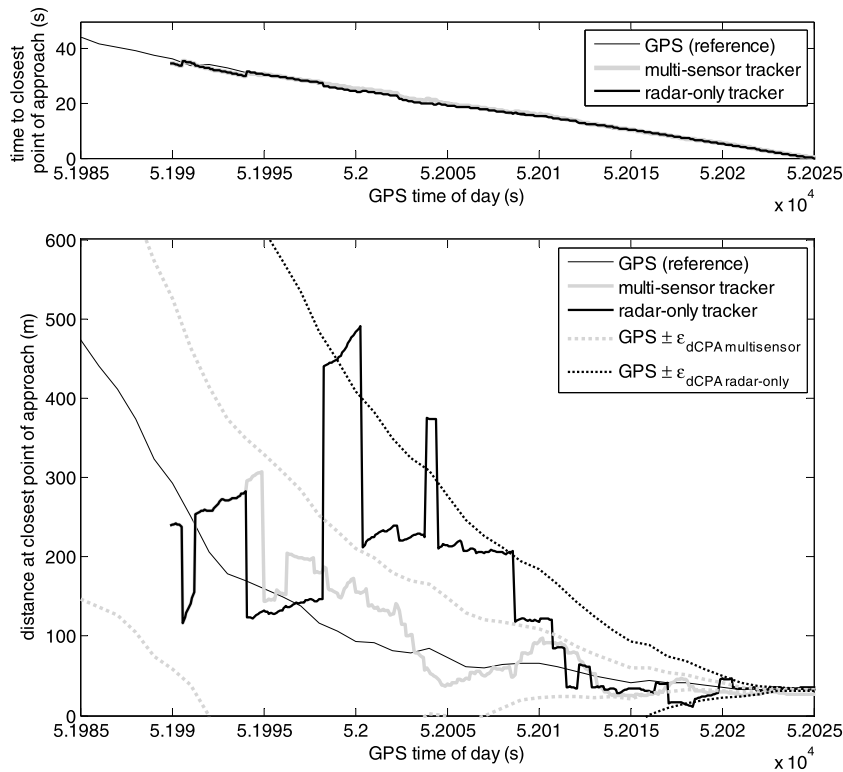 time to closest
point of approach (s)
40
20
0
GPS (reference)
multi-sensor tracker
radar-only tracker
5.1985 5.199 5.1995 5.2 5.2005 5.201 5.2015 5.202 5.2025
GPS time of day (s)
x 10^4
distance at closest point of approach (m)
600
500
400
300
200
100
0
GPS (reference)
multi-sensor tracker
radar-only tracker
GPS ± ε dCPA multisensor
GPS ± ε dCPA radar-only
5.1985 5.199 5.1995 5.2 5.2005 5.201 5.2015 5.202 5.2025
GPS time of day (s)
x 10^4